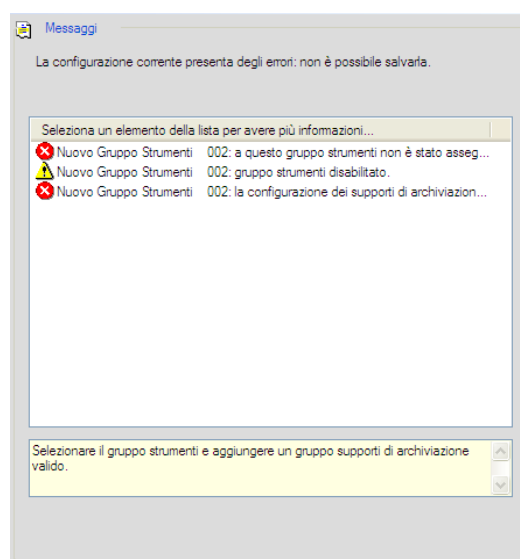 Messaggi
La configurazione corrente presenta degli errori: non è possibile salvarla.
Seleziona un elemento della lista per avere più informazioni...
Nuovo Gruppo Strumenti 002: a questo gruppo strumenti non è stato asseg...
Nuovo Gruppo Strumenti 002: gruppo strumenti disabilitato.
Nuovo Gruppo Strumenti 002: la configurazione dei supporti di archiviazion...
Selezionare il gruppo strumenti e aggiungere un gruppo supporti di archiviazione
valido.